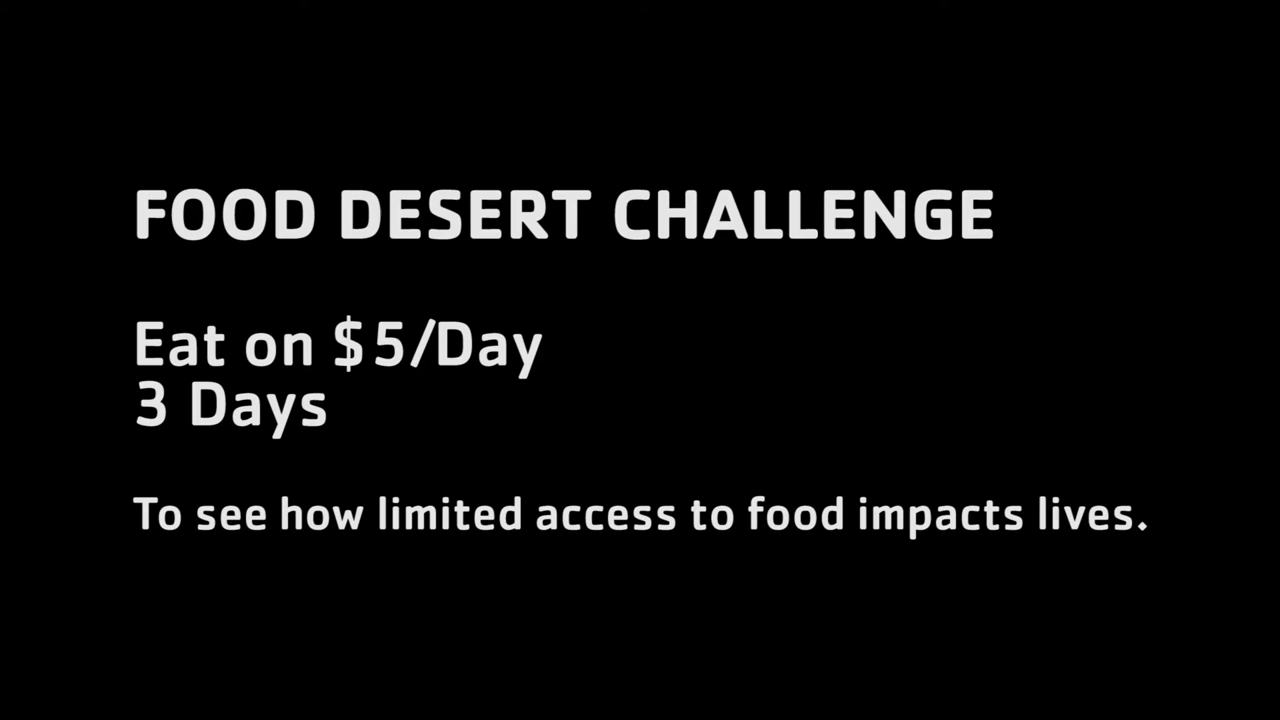 FOOD DESERT CHALLENGE
Eat on $5/Day
3 Days
To see how limited access to food impacts lives.